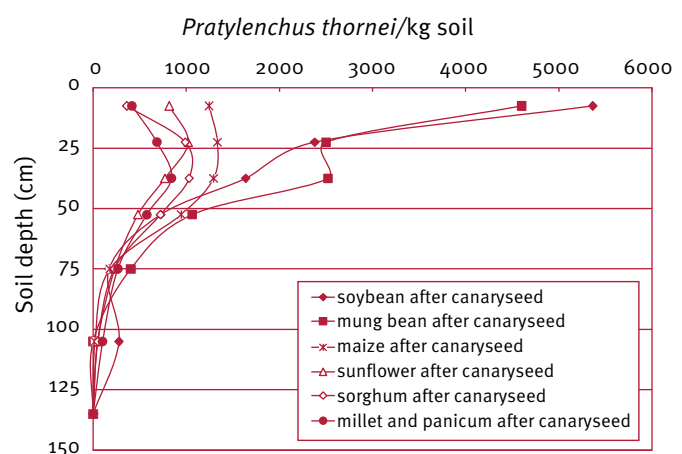 Pratylenchus thornei/kg soil
0 1000 2000 3000 4000 5000 6000
Soil depth (cm)
0
25
50
75
100
125
150
soybean after canaryseed
mung bean after canaryseed
maize after canaryseed
sunflower after canaryseed
sorghum after canaryseed
millet and panicum after canaryseed